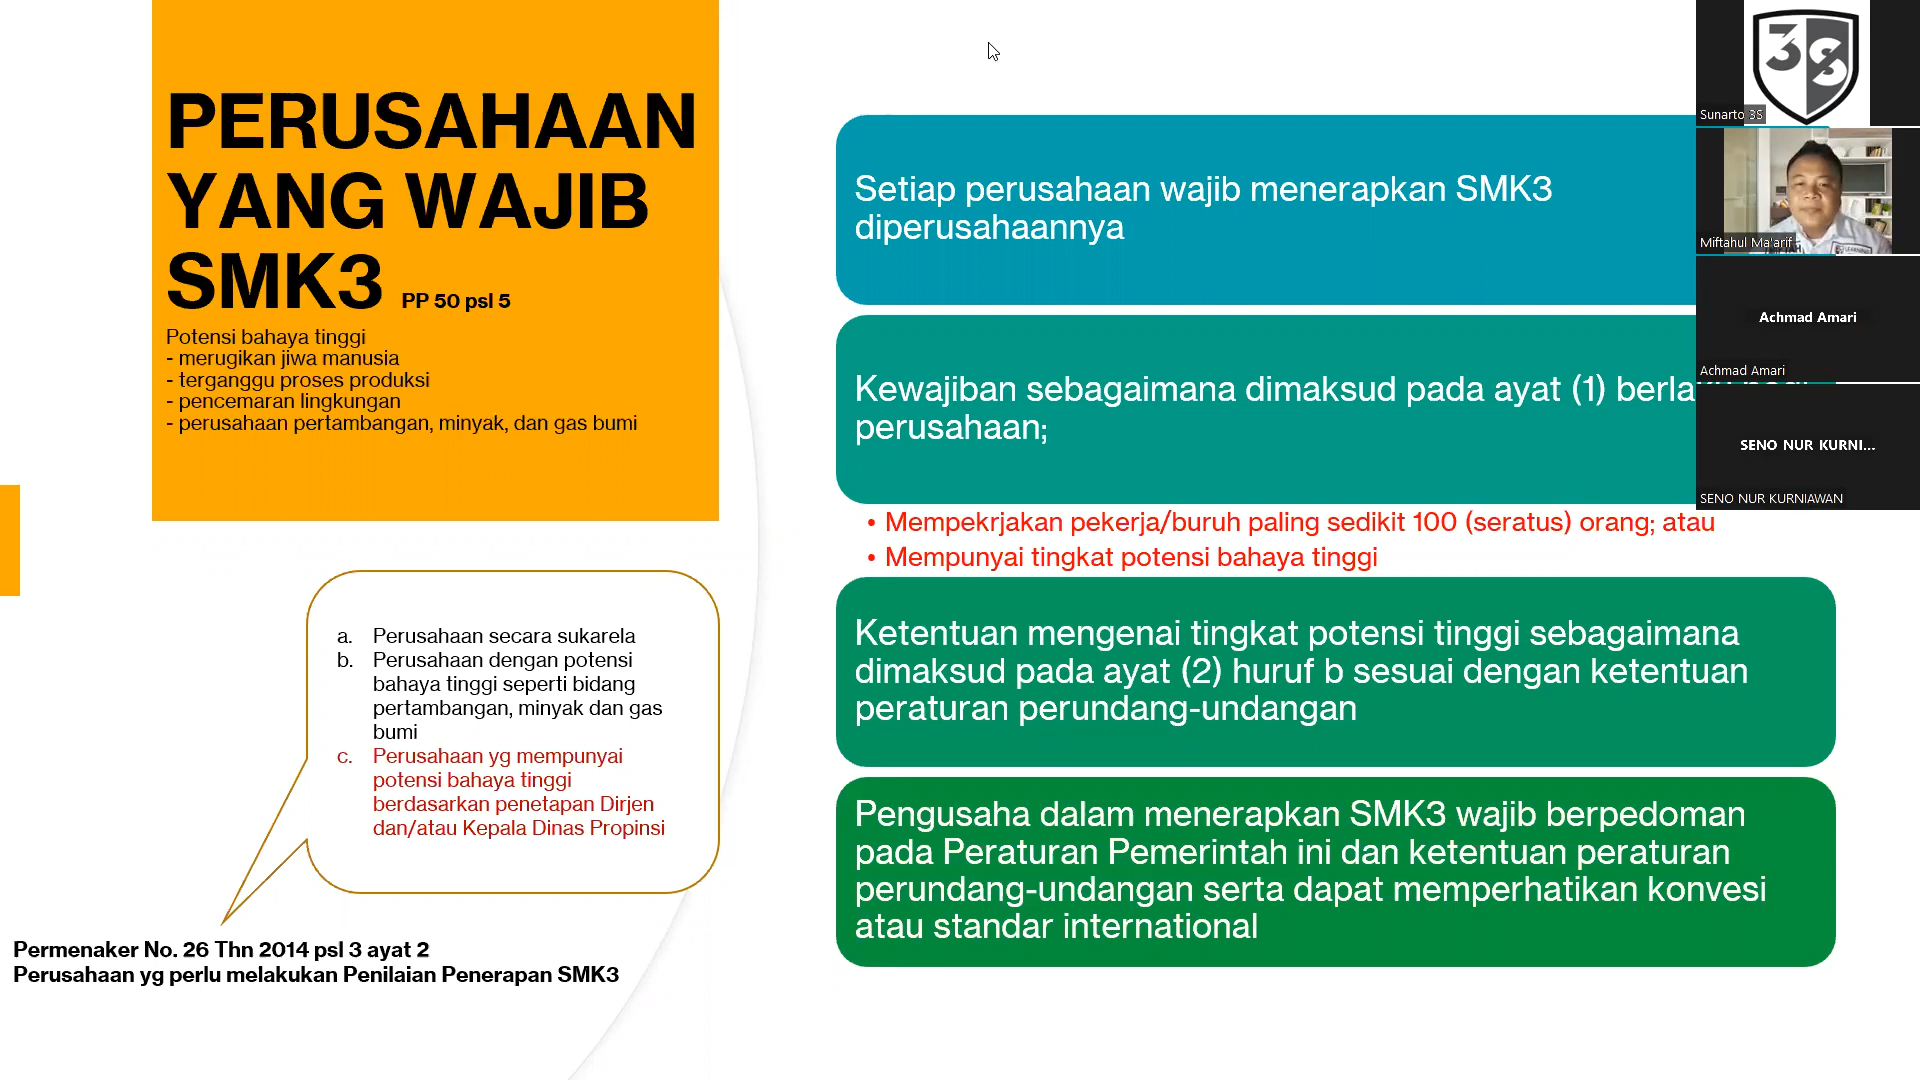 PERUSAHAAN
YANG WAJIB
SMK3 PP 50 psl 5
Potensi bahaya tinggi
- merugikan jiwa manusia
- terganggu proses produksi
- pencemaran lingkungan
- perusahaan pertambangan, minyak, dan gas bumi
a. Perusahaan secara sukarela
b. Perusahaan dengan potensi
bahaya tinggi seperti bidang
pertambangan, minyak dan gas
bumi
c. Perusahaan yg mempunyai
potensi bahaya tinggi
berdasarkan penetapan Dirjen
dan/atau Kepala Dinas Propinsi
Permenaker No. 26 Thn 2014 psl 3 ayat 2
Perusahaan yg perlu melakukan Penilaian Penerapan SMK3
Setiap perusahaan wajib menerapkan SMK3
diperusahaannya
Kewajiban sebagaimana dimaksud pada ayat (1)
perusahaan;
• Mempekrjakan pekerja/buruh paling sedikit 100 (seratus) orang; atau
• Mempunyai tingkat potensi bahaya tinggi
Ketentuan mengenai tingkat potensi tinggi sebagaimana
dimaksud pada ayat (2) huruf b sesuai dengan ketentuan
peraturan perundang-undangan
Pengusaha dalam menerapkan SMK3 wajib berpedoman
pada Peraturan Pemerintah ini dan ketentuan peraturan
perundang-undangan serta dapat memperhatikan konvesi
atau standar international
3S
Sunarto 3S
Miftahul Ma'arif
Achmad Amari
Achmad Amari
SENO NUR KURNI...
SENO NUR KURNIAWAN